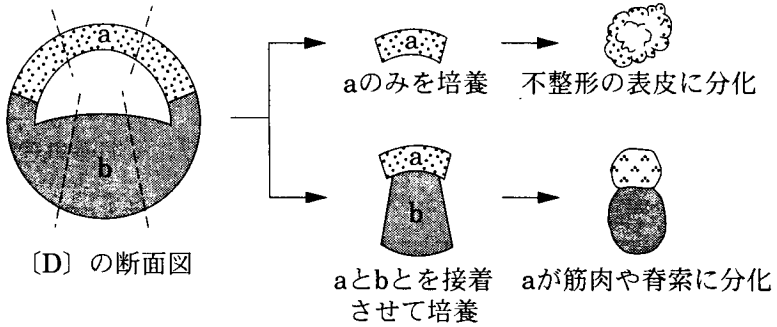 a
b
〔D〕の断面図
a
aのみを培養
不整形の表皮に分化
a
b
aとbとを接着
させて培養
aが筋肉や脊索に分化